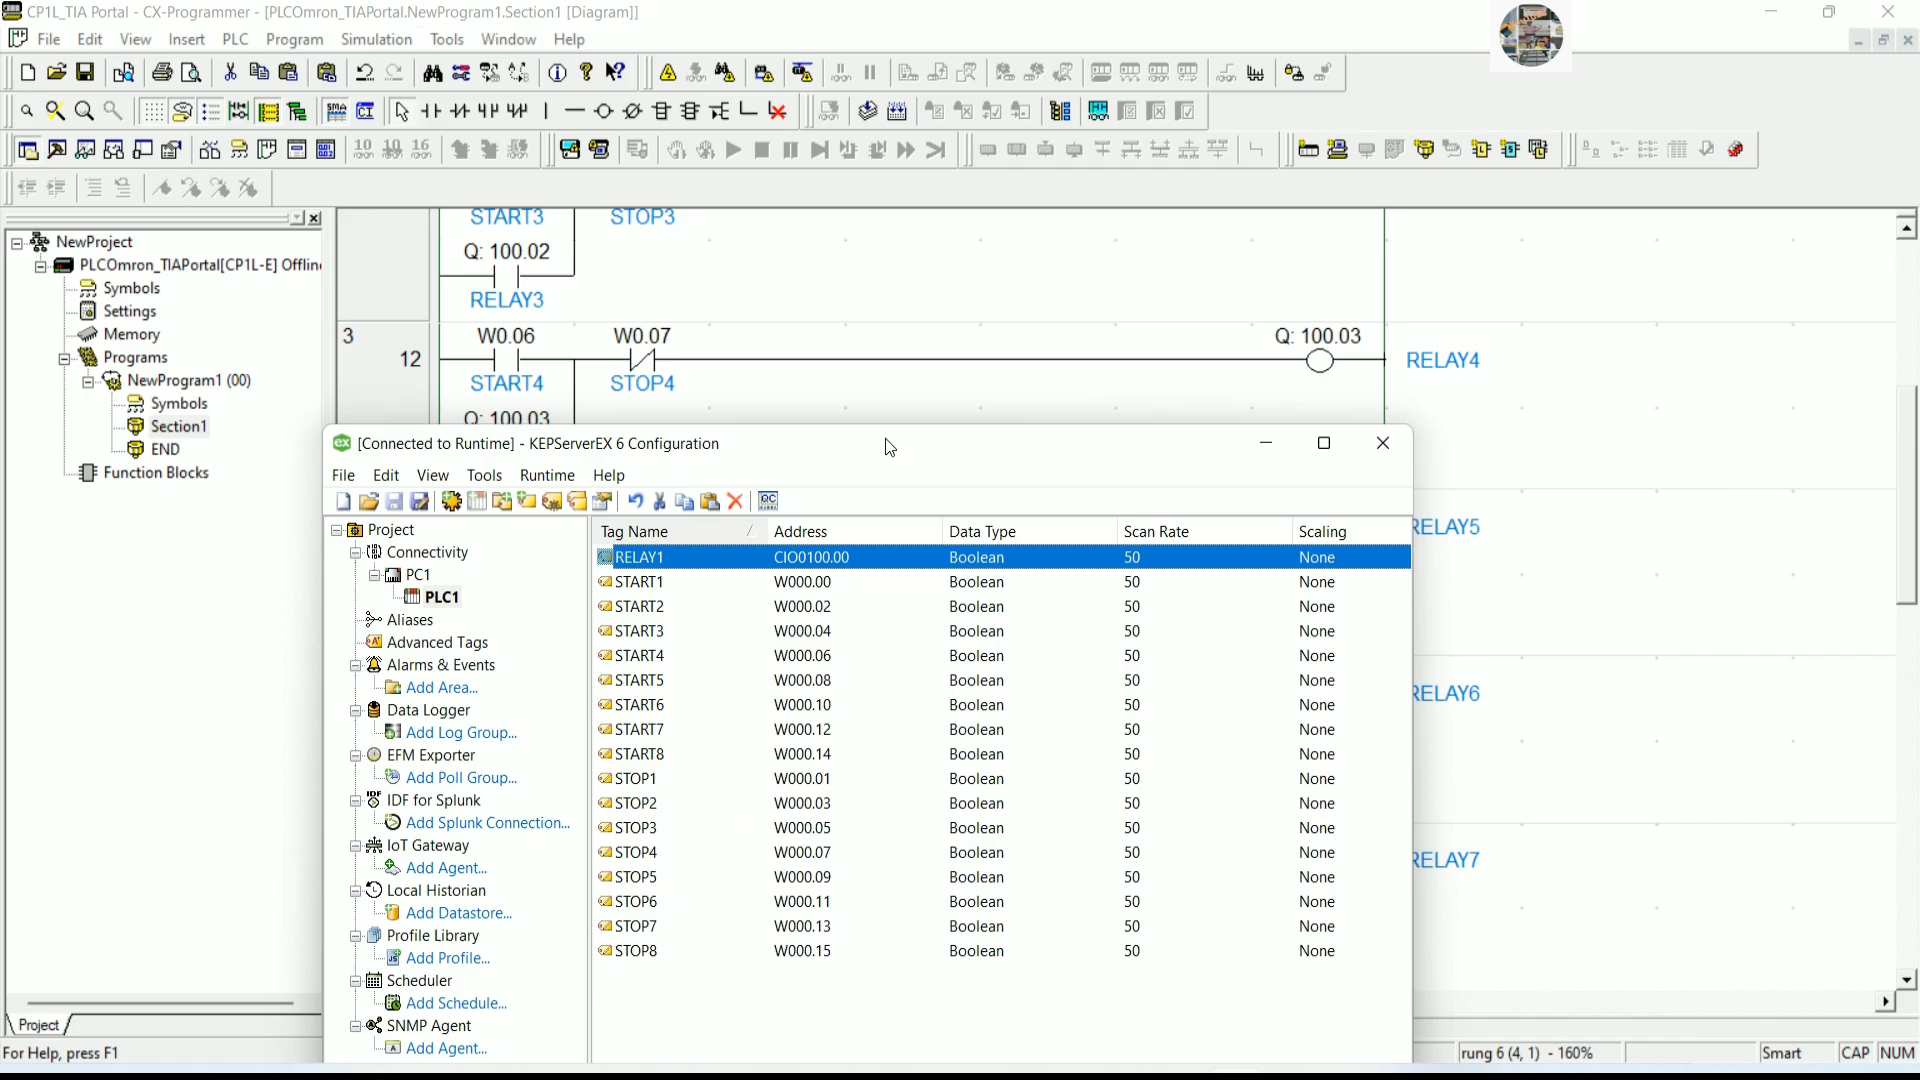 CP1L_TIA Portal - CX-Programmer - [PLCOmron_TIAPortal.NewProgram1.Section1 [Diagram]]
File Edit View Insert PLC Program Simulation Tools Window Help
NewProject
PLCOmron_TIAPortal[CP1L-E] Offlin
Symbols
Settings
Memory
Programs
NewProgram1 (00)
Symbols
Section1
END
Function Blocks
Project
START3 STOP3
Q: 100.02
RELAY3
3 W0.06 W0.07 Q: 100.03
12 RELAY4
START4 STOP4
Q: 100.03
RELAY5
RELAY6
RELAY7
[Connected to Runtime] - KEPServerEX 6 Configuration
File Edit View Tools Runtime Help
Project
Connectivity
PC1
PLC1
Aliases
Advanced Tags
Alarms & Events
Add Area...
Data Logger
Add Log Group...
EFM Exporter
Add Poll Group...
IDF for Splunk
Add Splunk Connection...
IoT Gateway
Add Agent...
Local Historian
Add Datastore...
Profile Library
Add Profile...
Scheduler
Add Schedule...
SNMP Agent
Add Agent...
Tag Name Address Data Type Scan Rate Scaling
RELAY1 CIO0100.00 Boolean 50 None
START1 W000.00 Boolean 50 None
START2 W000.02 Boolean 50 None
START3 W000.04 Boolean 50 None
START4 W000.06 Boolean 50 None
START5 W000.08 Boolean 50 None
START6 W000.10 Boolean 50 None
START7 W000.12 Boolean 50 None
START8 W000.14 Boolean 50 None
STOP1 W000.01 Boolean 50 None
STOP2 W000.03 Boolean 50 None
STOP3 W000.05 Boolean 50 None
STOP4 W000.07 Boolean 50 None
STOP5 W000.09 Boolean 50 None
STOP6 W000.11 Boolean 50 None
STOP7 W000.13 Boolean 50 None
STOP8 W000.15 Boolean 50 None
For Help, press F1
rung 6 (4, 1) - 160% Smart CAP NUM